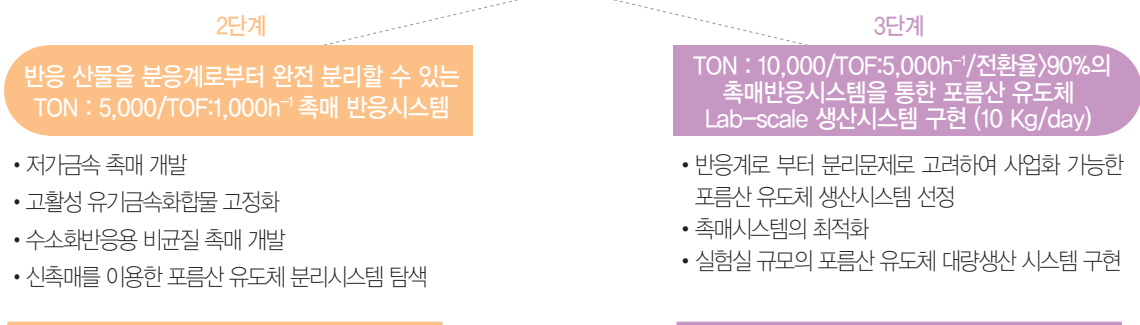 2단계
반응 산물을 분응계로부터 완전 분리할 수 있는
TON : 5,000/TOF:1,000h⁻¹ 촉매 반응시스템
• 저가금속 촉매 개발
• 고활성 유기금속화합물 고정화
• 수소화반응용 비균질 촉매 개발
• 신촉매를 이용한 포름산 유도체 분리시스템 탐색
3단계
TON : 10,000/TOF:5,000h⁻¹/전환율>90%의
촉매반응시스템을 통한 포름산 유도체
Lab-scale 생산시스템 구현 (10 Kg/day)
• 반응계로 부터 분리문제로 고려하여 사업화 가능한
포름산 유도체 생산시스템 선정
• 촉매시스템의 최적화
• 실험실 규모의 포름산 유도체 대량생산 시스템 구현